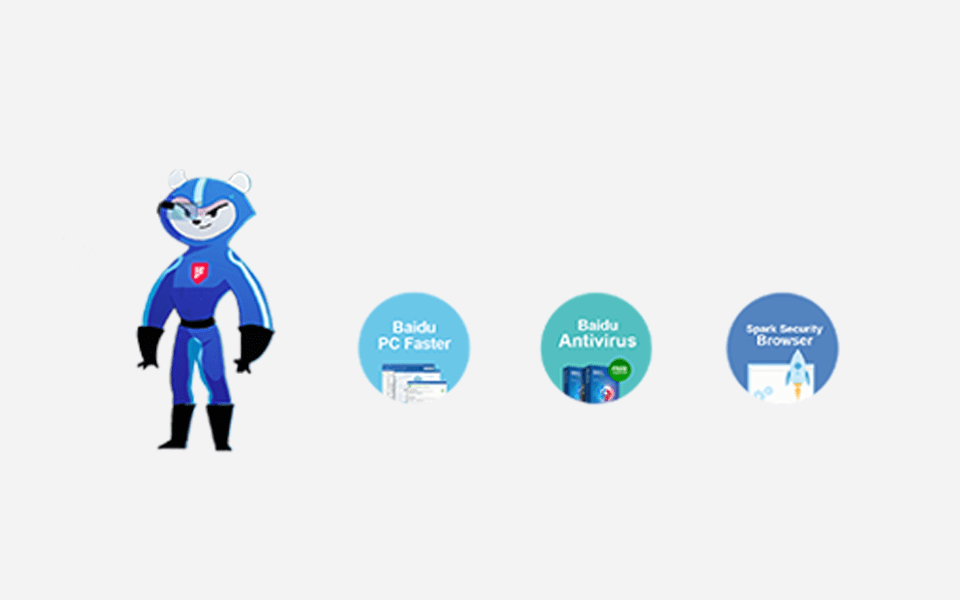 Baidu
PC Faster
Baidu
Antivirus
Spark Security
Browser